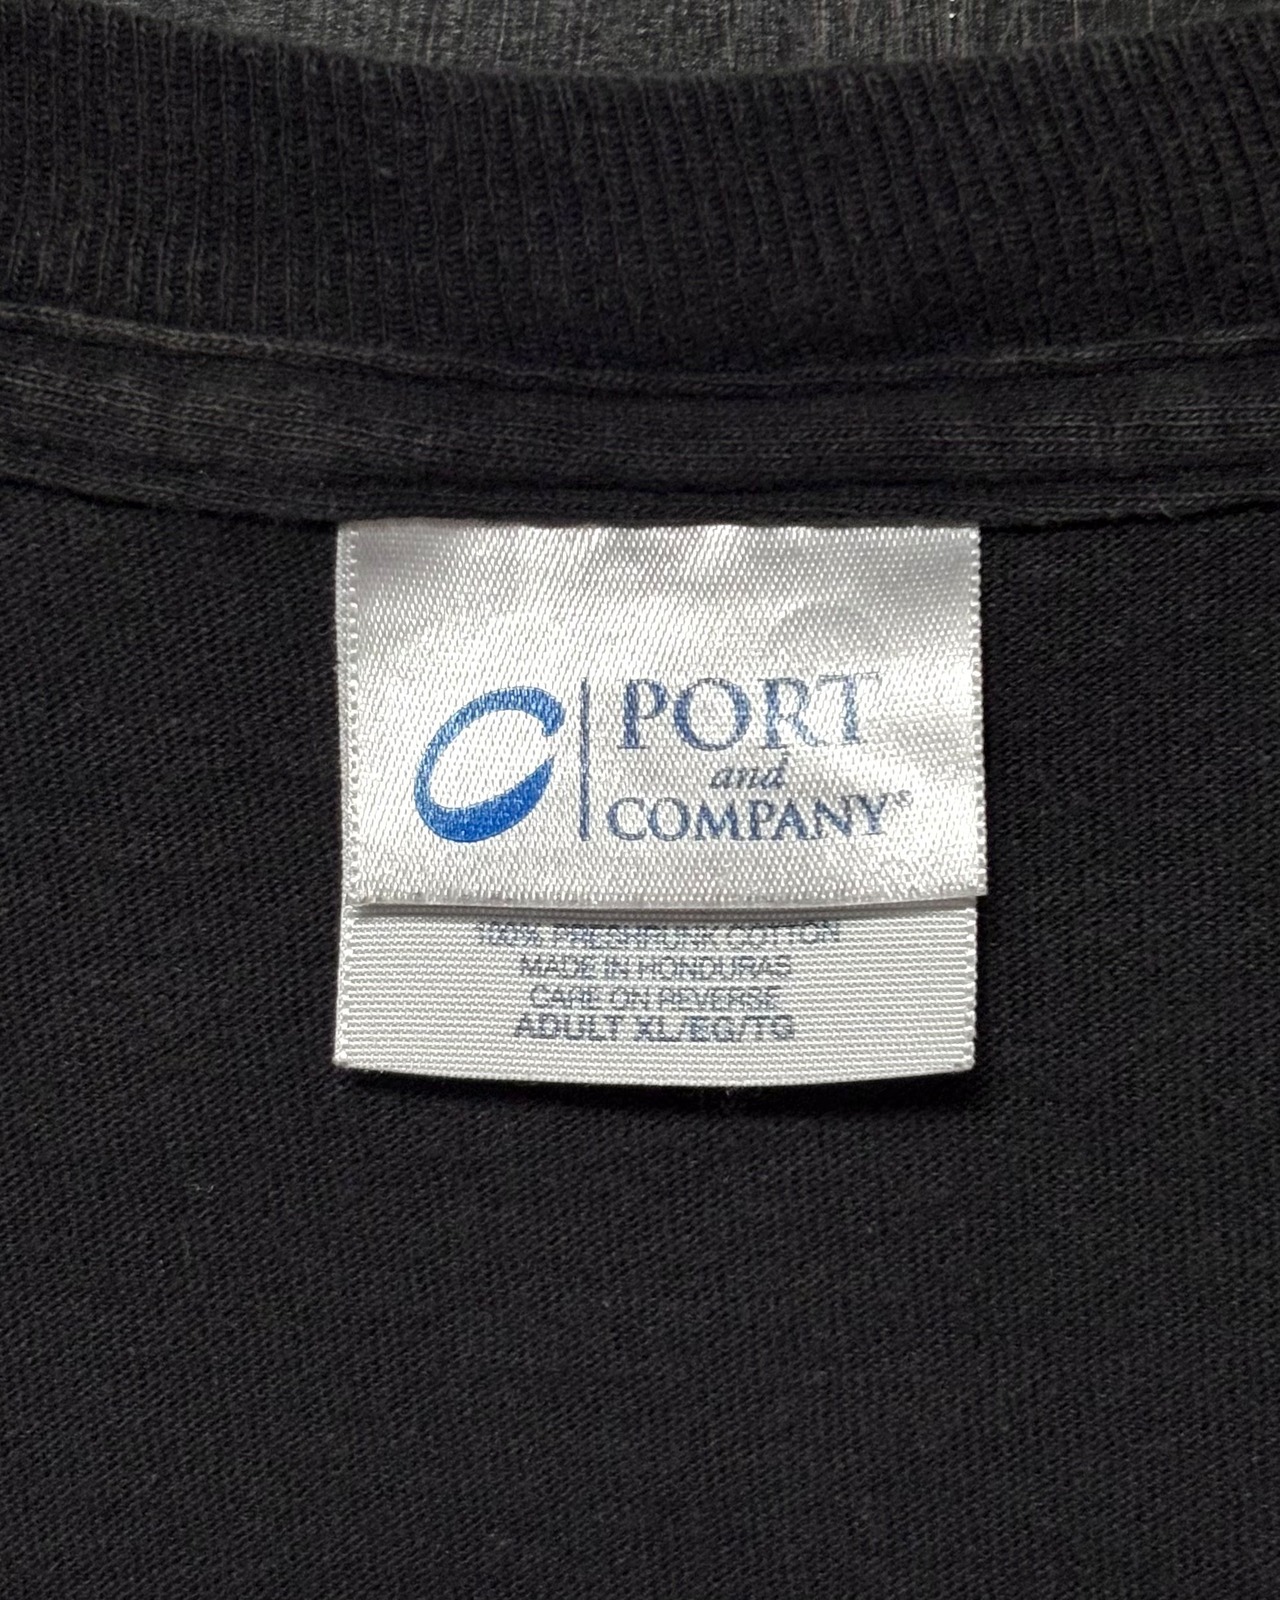 PORT
and
COMPANY®
100% PRESHRUNK COTTON
MADE IN HONDURAS
CARE ON REVERSE
ADULT XL/EG/TG